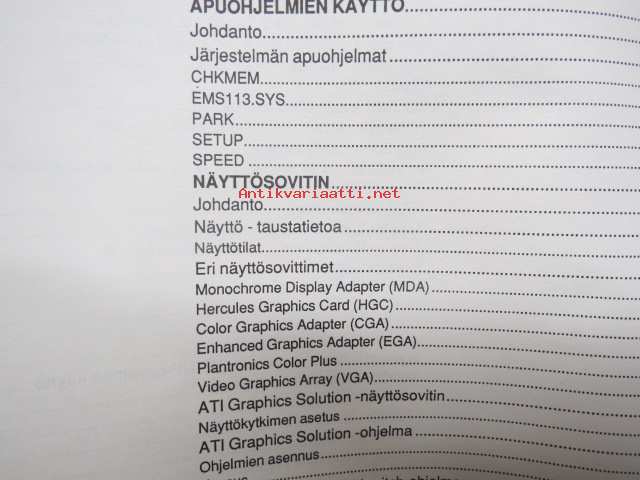 APUOHJELMIEN KÄYTTÖ
Johdanto
Järjestelmän apuohjelmat
CHKMEM
EMS113.SYS
PARK
SETUP
SPEED
NÄYTTÖSOVITIN
Antikvariaatti.net
Johdanto
Näyttö - taustatietoa
Näyttötilat
Eri näyttösovittimet
Monochrome Display Adapter (MDA)
Hercules Graphics Card (HGC)
Color Graphics Adapter (CGA)
Enhanced Graphics Adapter (EGA)
Plantronics Color Plus
Video Graphics Array (VGA)
ATI Graphics Solution -näyttösovitin
Näyttökytkimen asetus
ATI Graphics Solution -ohjelma
Ohjelmien asennus